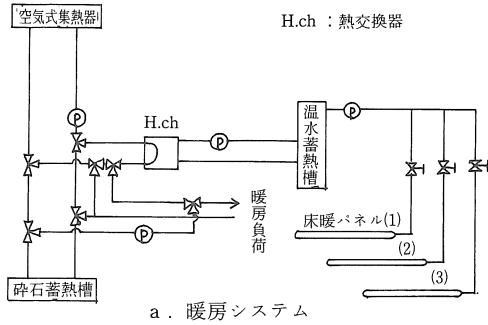 空気式集熱器
H.ch：熱交換器
P
H.ch
P
温水蓄熱槽
P
暖房負荷
床暖パネル(1)
(2)
(3)
P
砕石蓄熱槽
a．暖房システム